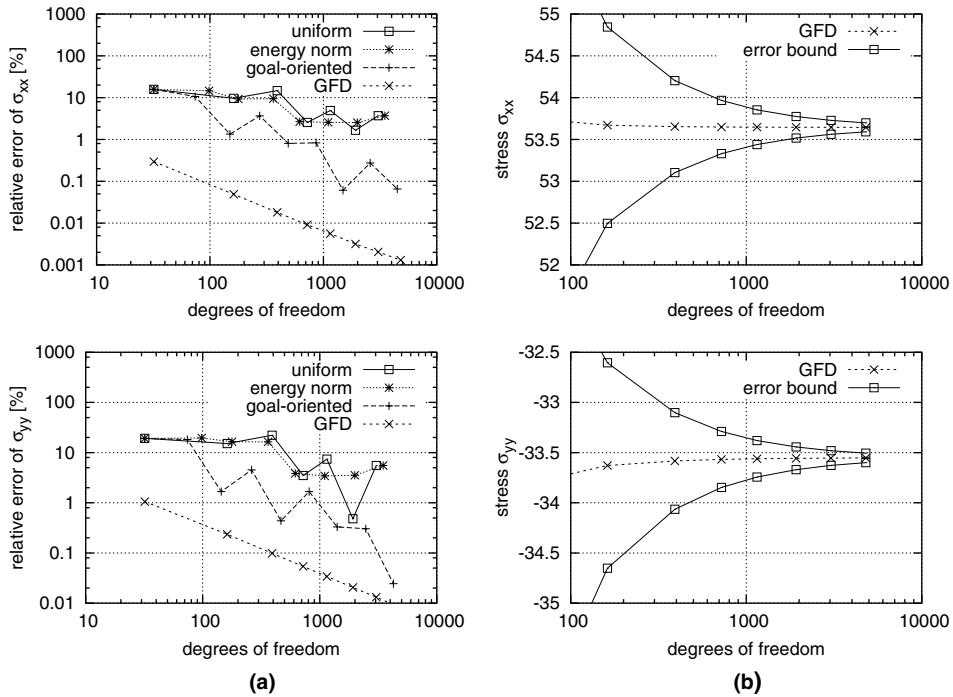 relative error of σxx [%]
1000
100
10
1
0.1
0.01
0.001
10
100
1000
10000
degrees of freedom
uniform
energy norm
goal-oriented
GFD
stress σxx
55
54.5
54
53.5
53
52.5
52
100
1000
10000
degrees of freedom
GFD
error bound
relative error of σyy [%]
1000
100
10
1
0.1
0.01
10
100
1000
10000
degrees of freedom
uniform
energy norm
goal-oriented
GFD
stress σyy
-32.5
-33
-33.5
-34
-34.5
-35
100
1000
10000
degrees of freedom
GFD
error bound
(a)
(b)